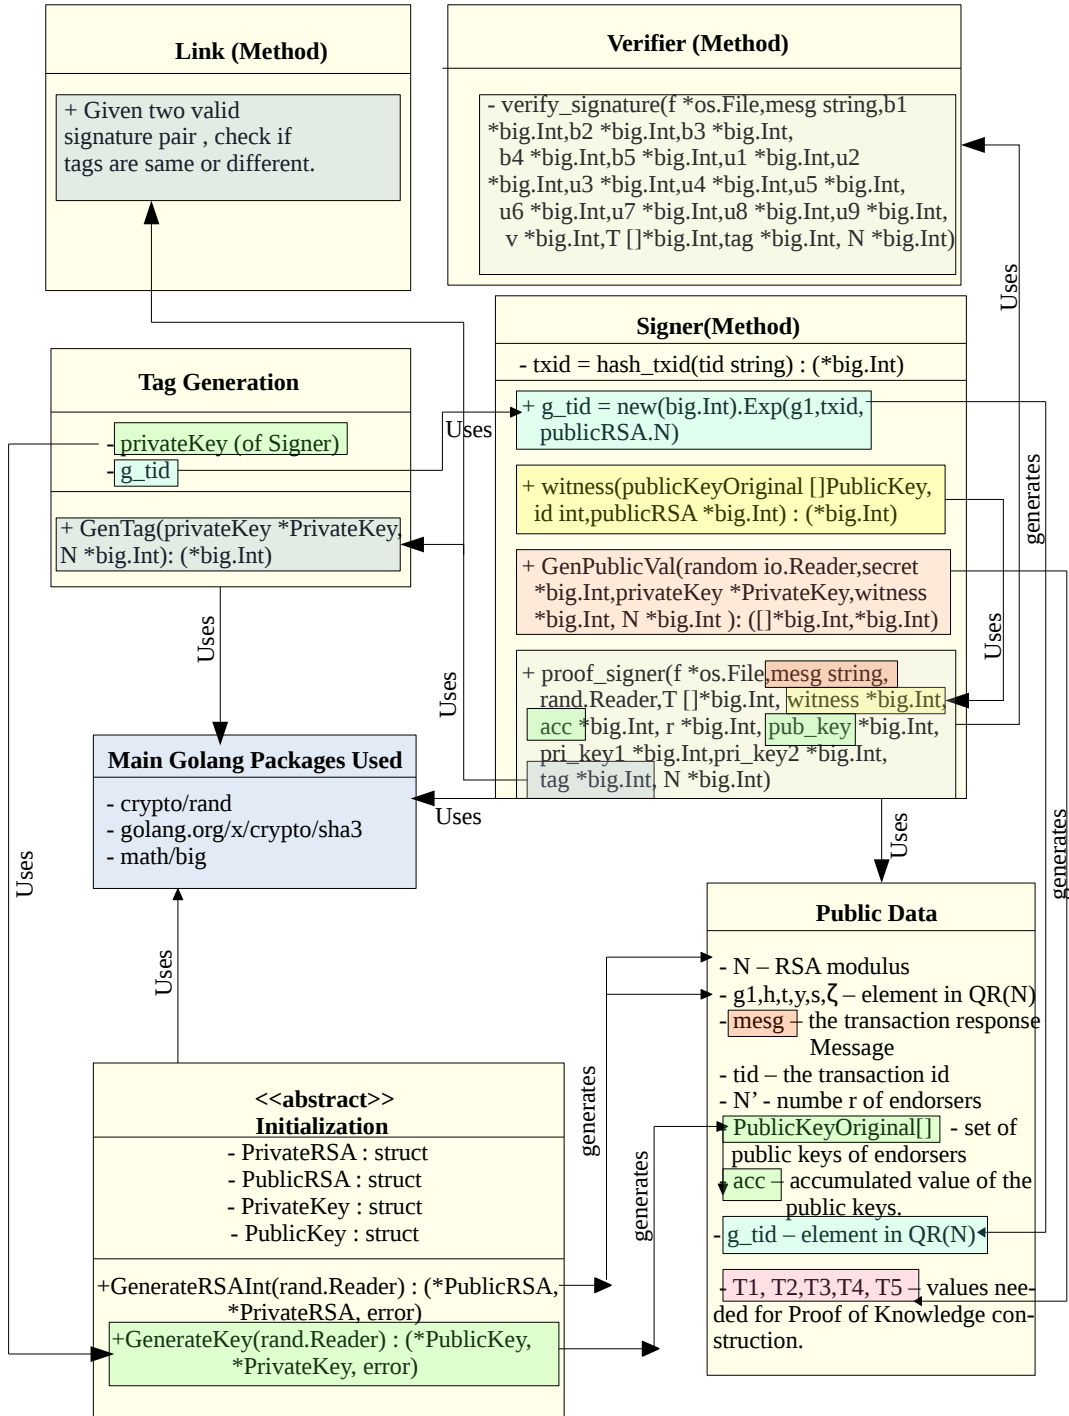 Link (Method)
+ Given two valid
signature pair , check if
tags are same or different.
Verifier (Method)
- verify_signature(f *os.File,mesg string,b1
*big.Int,b2 *big.Int,b3 *big.Int,
b4 *big.Int,b5 *big.Int,u1 *big.Int,u2
*big.Int,u3 *big.Int,u4 *big.Int,u5 *big.Int,
u6 *big.Int,u7 *big.Int,u8 *big.Int,u9 *big.Int,
v *big.Int,T []*big.Int,tag *big.Int, N *big.Int)
Uses
Signer(Method)
- txid = hash_txid(tid string) : (*big.Int)
+ g_tid = new(big.Int).Exp(g1,txid,
publicRSA.N)
+ witness(publicKeyOriginal []PublicKey,
id int,publicRSA *big.Int) : (*big.Int)
+ GenPublicVal(random io.Reader,secret
*big.Int,privateKey *PrivateKey,witness
*big.Int, N *big.Int ): ([]*big.Int,*big.Int)
+ proof_signer(f *os.File,mesg string,
rand.Reader,T []*big.Int, witness *big.Int,
acc *big.Int, r *big.Int, pub_key *big.Int,
pri_key1 *big.Int,pri_key2 *big.Int,
tag *big.Int, N *big.Int)
Uses
generates
Uses
generates
Tag Generation
- privateKey (of Signer)
- g_tid
+ GenTag(privateKey *PrivateKey,
N *big.Int): (*big.Int)
Uses
Uses
Uses
Uses
Uses
Main Golang Packages Used
- crypto/rand
- golang.org/x/crypto/sha3
- math/big
Uses
<<abstract>>
Initialization
- PrivateRSA : struct
- PublicRSA : struct
- PrivateKey : struct
- PublicKey : struct
+GenerateRSAInt(rand.Reader) : (*PublicRSA,
*PrivateRSA, error)
+GenerateKey(rand.Reader) : (*PublicKey,
*PrivateKey, error)
generates
generates
Public Data
- N – RSA modulus
- g1,h,t,y,s,ζ – element in QR(N)
- mesg – the transaction response
Message
- tid – the transaction id
- N’ - numbe r of endorsers
- PublicKeyOriginal[] - set of
public keys of endorsers
- acc – accumulated value of the
public keys.
- g_tid – element in QR(N)
- T1, T2,T3,T4, T5 – values nee-
ded for Proof of Knowledge con-
struction.